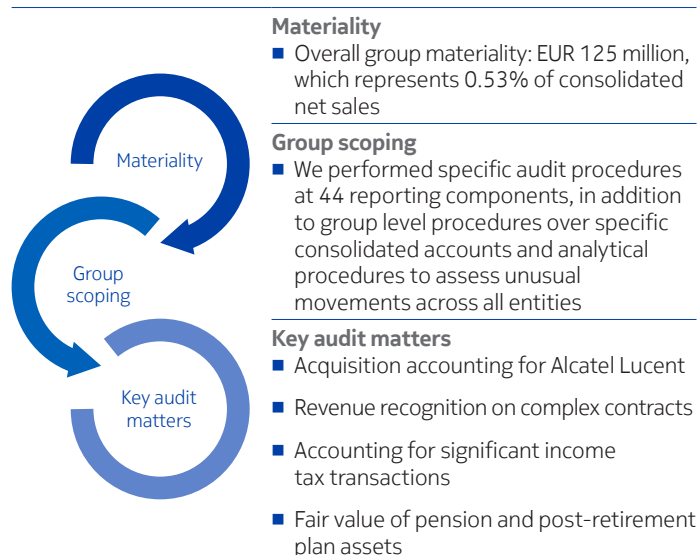 Materiality
■ Overall group materiality: EUR 125 million,
which represents 0.53% of consolidated
net sales
Materiality
Group scoping
■ We performed specific audit procedures
at 44 reporting components, in addition
to group level procedures over specific
consolidated accounts and analytical
procedures to assess unusual
movements across all entities
Group
scoping
Key audit matters
■ Acquisition accounting for Alcatel Lucent
■ Revenue recognition on complex contracts
■ Accounting for significant income
tax transactions
■ Fair value of pension and post-retirement
plan assets
Key audit
matters